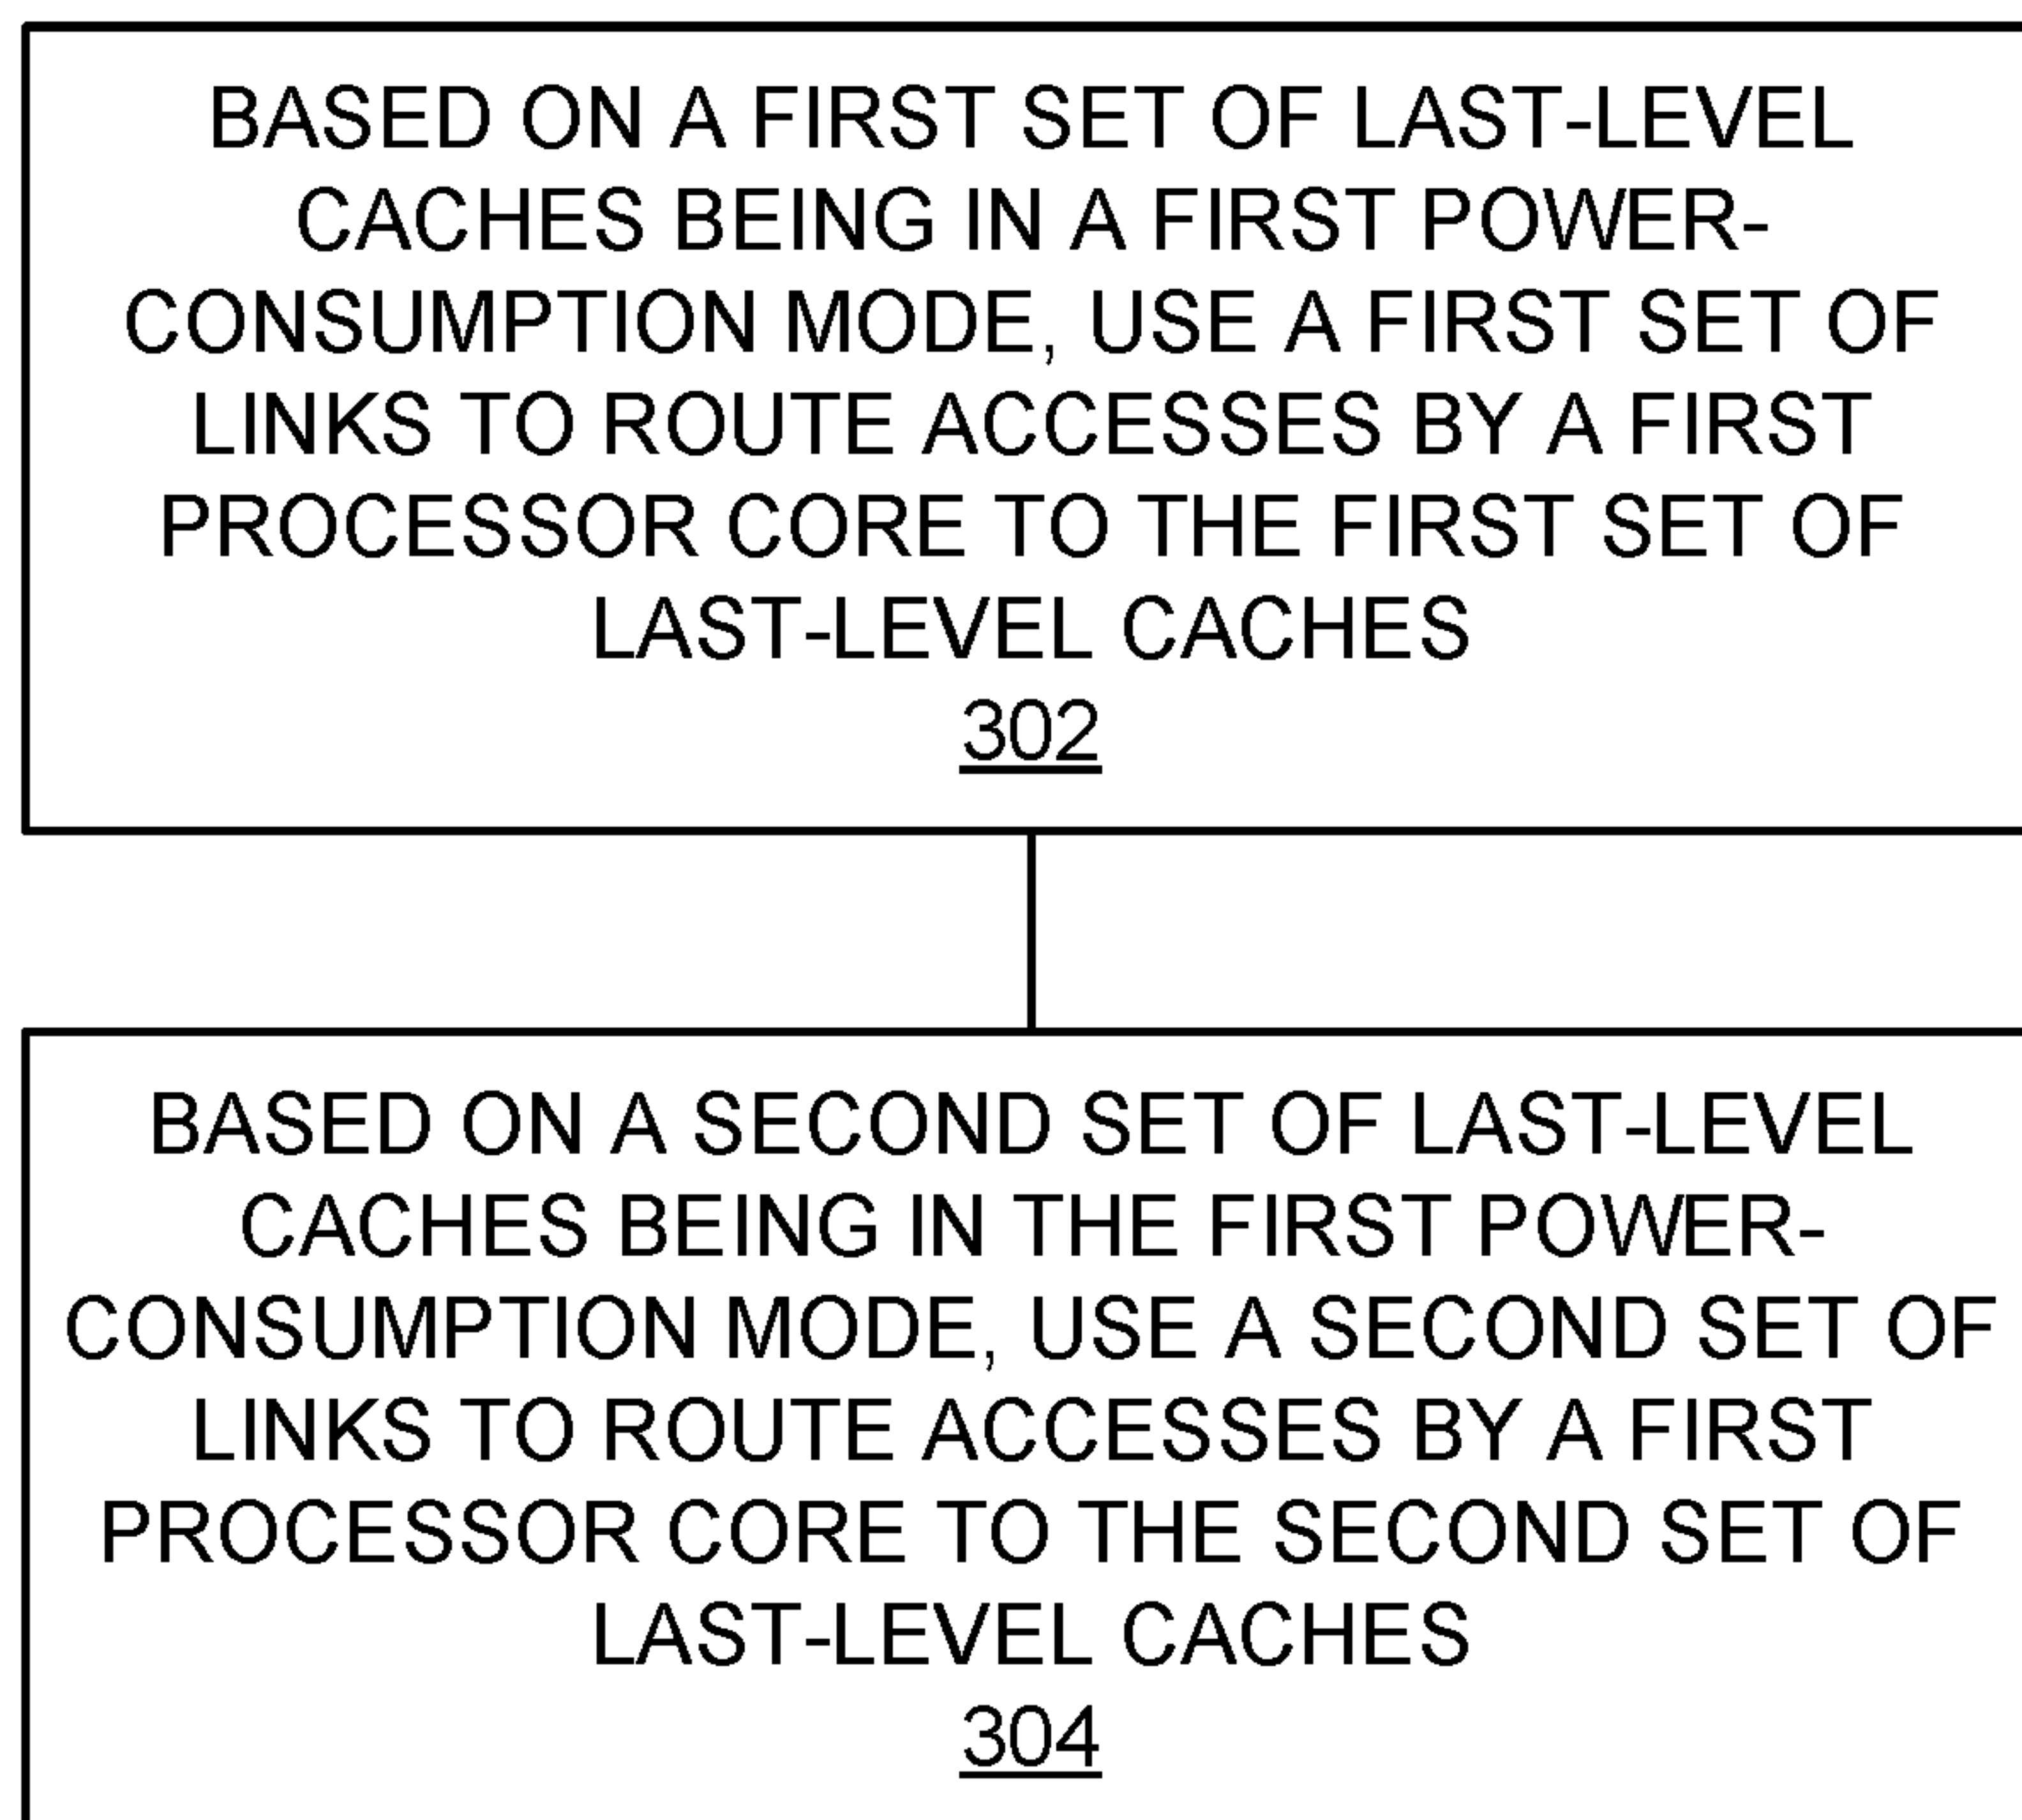 BASED ON A FIRST SET OF LAST-LEVEL
CACHES BEING IN A FIRST POWER-
CONSUMPTION MODE, USE A FIRST SET OF
LINKS TO ROUTE ACCESSES BY A FIRST
PROCESSOR CORE TO THE FIRST SET OF
LAST-LEVEL CACHES
302
BASED ON A SECOND SET OF LAST-LEVEL
CACHES BEING IN THE FIRST POWER-
CONSUMPTION MODE, USE A SECOND SET OF
LINKS TO ROUTE ACCESSES BY A FIRST
PROCESSOR CORE TO THE SECOND SET OF
LAST-LEVEL CACHES
304